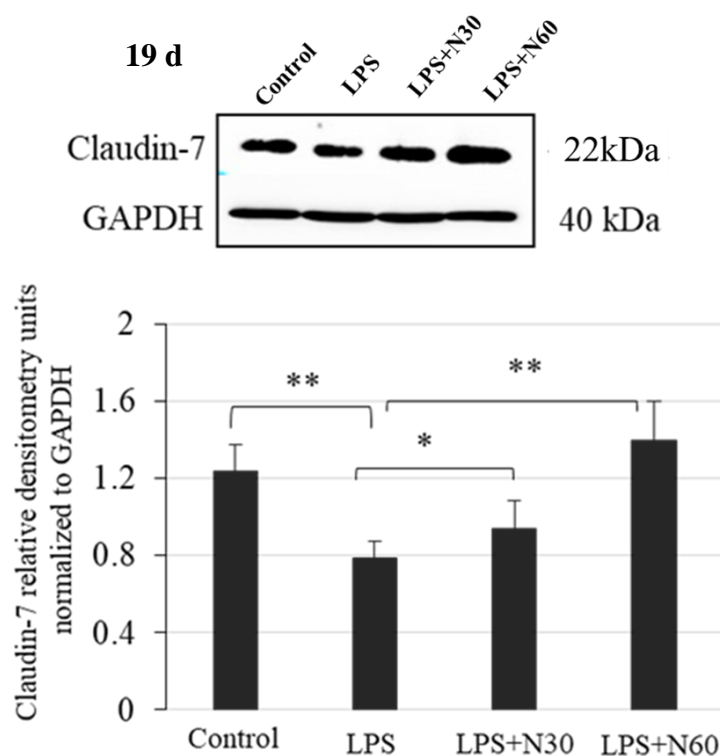 19 d
Control
LPS
LPS+N30
LPS+N60
Claudin-7
22kDa
GAPDH
40 kDa
Claudin-7 relative densitometry units
normalized to GAPDH
2
1.6
1.2
0.8
0.4
0
**
**
*
Control
LPS
LPS+N30
LPS+N60